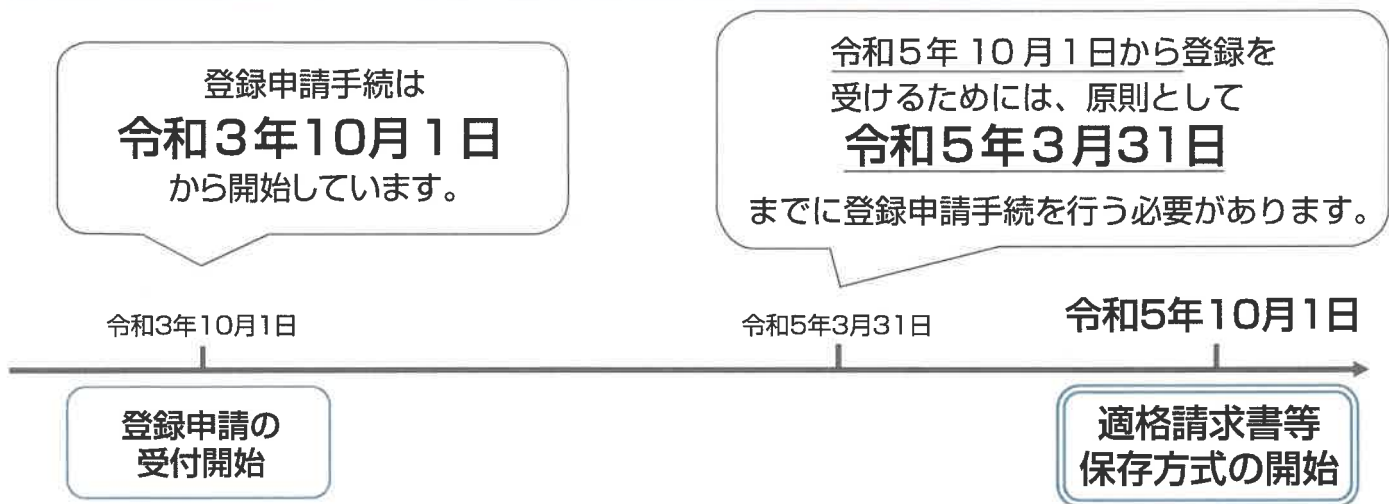 登録申請手続は
令和3年10月1日
から開始しています。
令和5年10月1日から登録を
受けるためには、原則として
令和5年3月31日
までに登録申請手続を行う必要があります。
令和3年10月1日
令和5年3月31日
令和5年10月1日
登録申請の
受付開始
適格請求書等
保存方式の開始